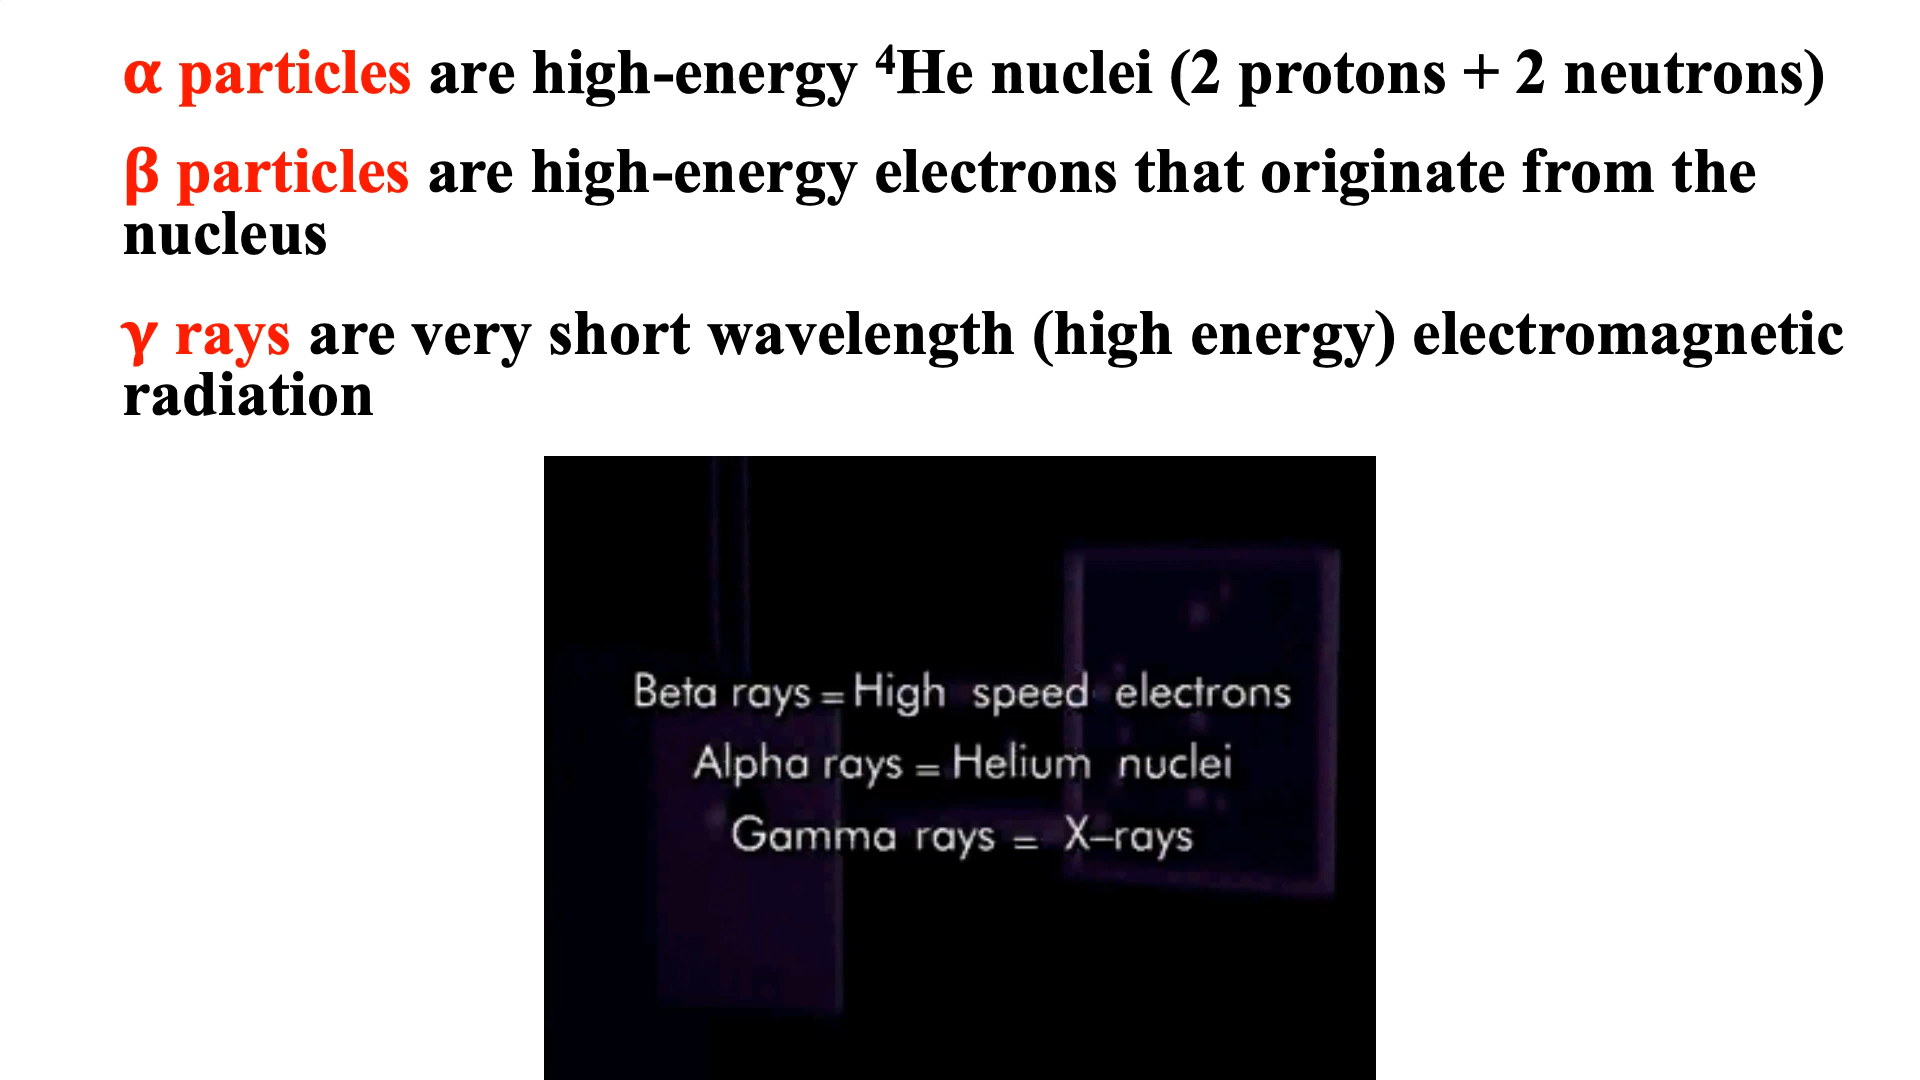 α particles are high-energy ⁴He nuclei (2 protons + 2 neutrons)
β particles are high-energy electrons that originate from the
nucleus
γ rays are very short wavelength (high energy) electromagnetic
radiation
Beta rays = High speed electrons
Alpha rays = Helium nuclei
Gamma rays = X–rays